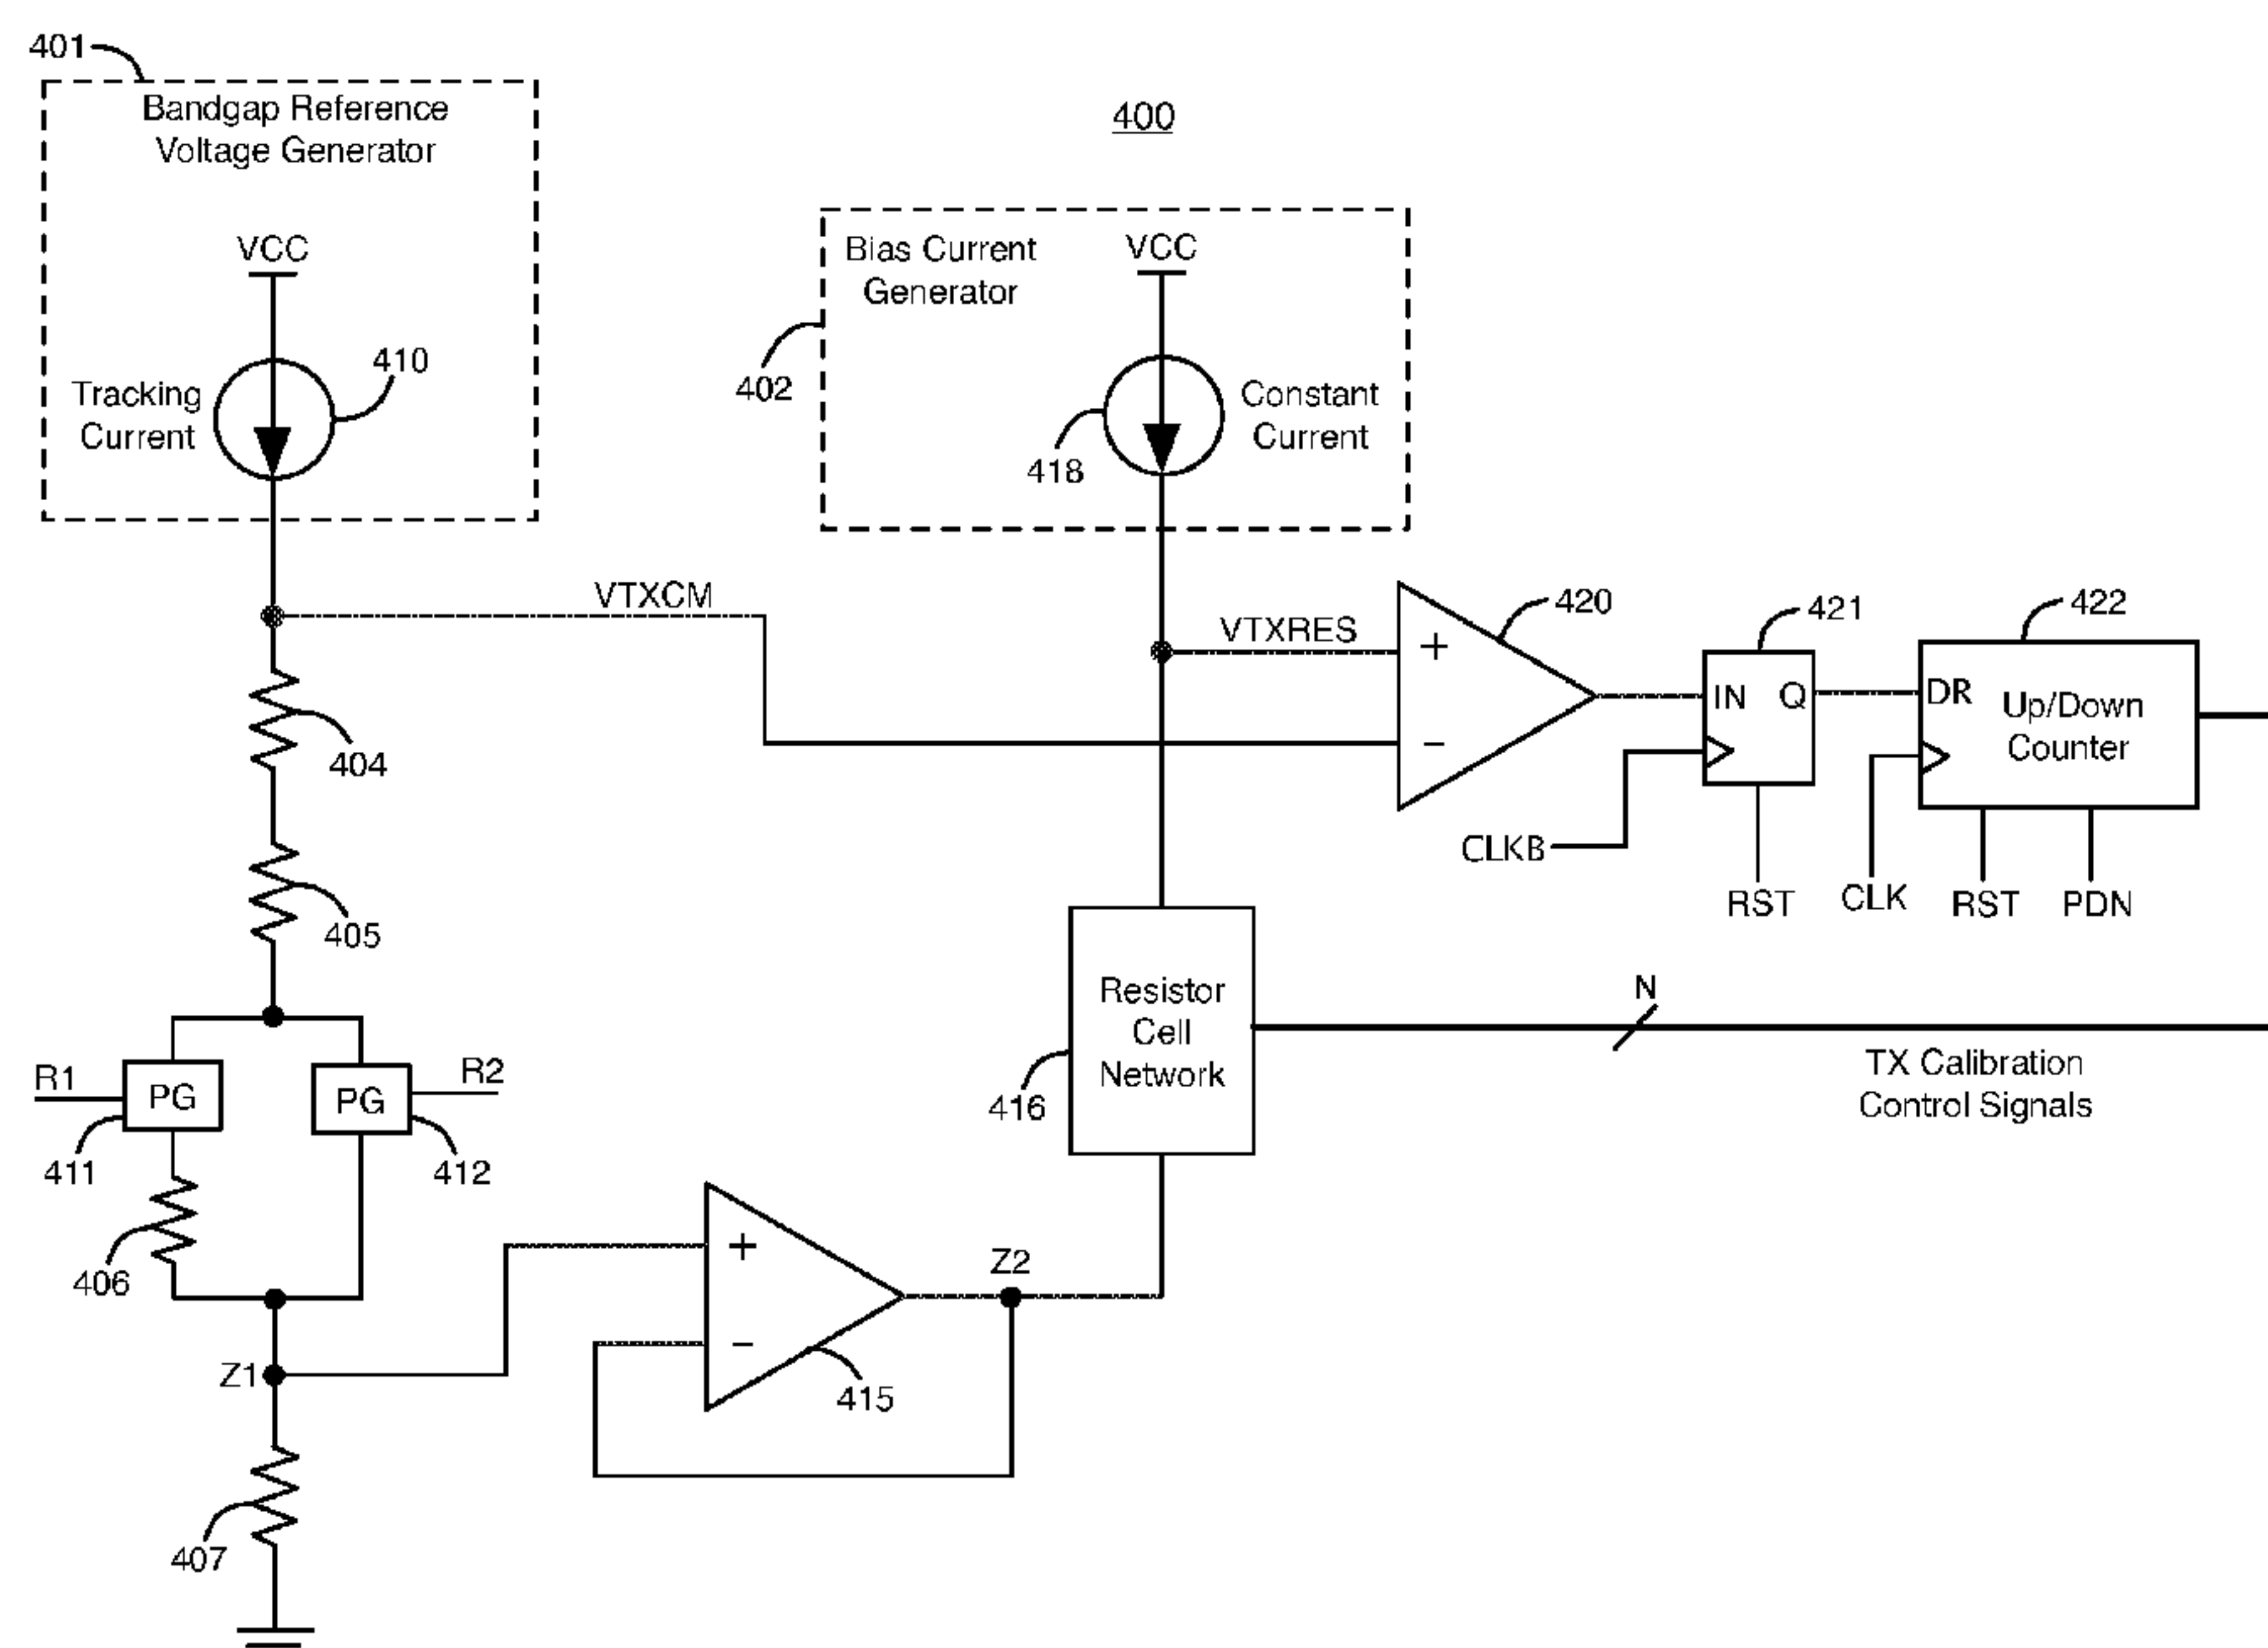 401
Bandgap Reference
Voltage Generator
400
VCC
Bias Current
Generator
VCC
410
Tracking
Current
402
418
Constant
Current
VTXCM
VTXRES
420
421
422
+
−
IN Q
DR
Up/Down
Counter
404
CLKB
RST
CLK
RST
PDN
405
Resistor
Cell
Network
N
TX Calibration
Control Signals
416
R1
PG
PG
R2
411
412
406
+
−
Z2
Z1
415
407